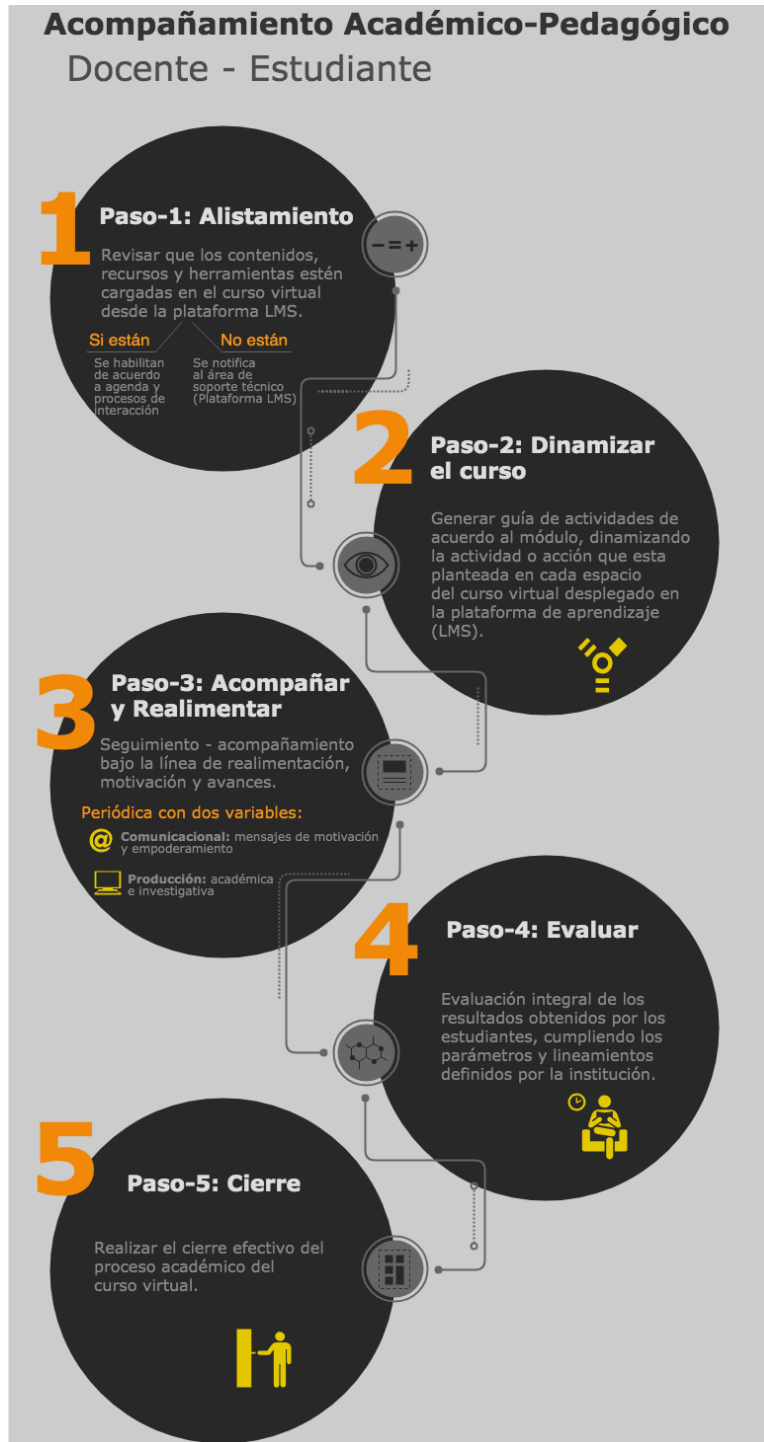 Acompañamiento Académico-Pedagógico
Docente - Estudiante
1
Paso-1: Alistamiento
Revisar que los contenidos,
recursos y herramientas estén
cargadas en el curso virtual
desde la plataforma LMS.
Si están
Se habilitan
de acuerdo
a agenda y
procesos de
interacción
No están
Se notifica
al área de
soporte técnico
(Plataforma LMS)
− = +
2
Paso-2: Dinamizar
el curso
Generar guía de actividades de
acuerdo al módulo, dinamizando
la actividad o acción que esta
planteada en cada espacio
del curso virtual desplegado en
la plataforma de aprendizaje
(LMS).
3
Paso-3: Acompañar
y Realimentar
Seguimiento - acompañamiento
bajo la línea de realimentación,
motivación y avances.
Periódica con dos variables:
@ Comunicacional: mensajes de motivación
y empoderamiento
Producción: académica
e investigativa
4
Paso-4: Evaluar
Evaluación integral de los
resultados obtenidos por los
estudiantes, cumpliendo los
parámetros y lineamientos
definidos por la institución.
5
Paso-5: Cierre
Realizar el cierre efectivo del
proceso académico del
curso virtual.